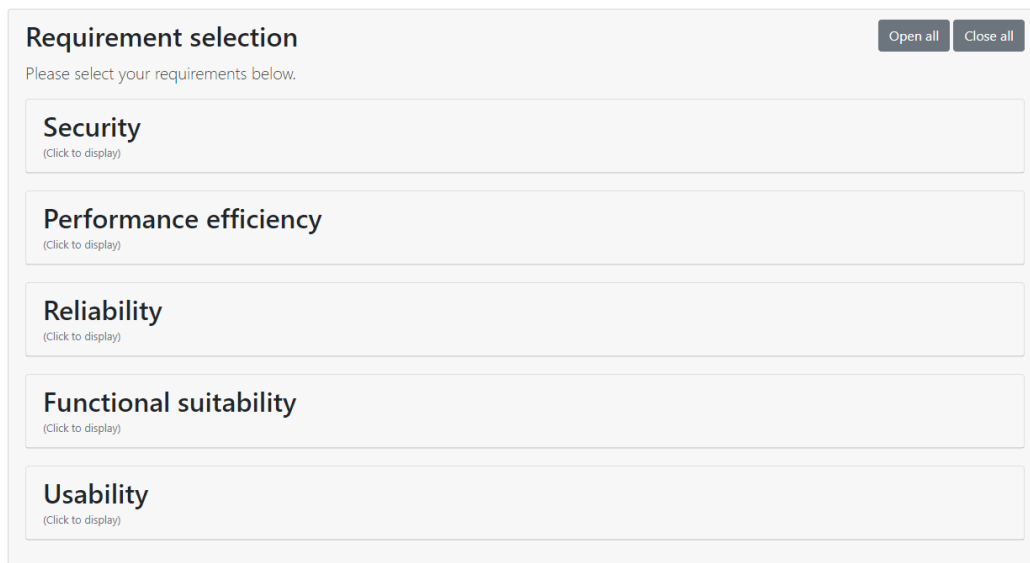 Requirement selection
Open all
Close all
Please select your requirements below.
Security
(Click to display)
Performance efficiency
(Click to display)
Reliability
(Click to display)
Functional suitability
(Click to display)
Usability
(Click to display)